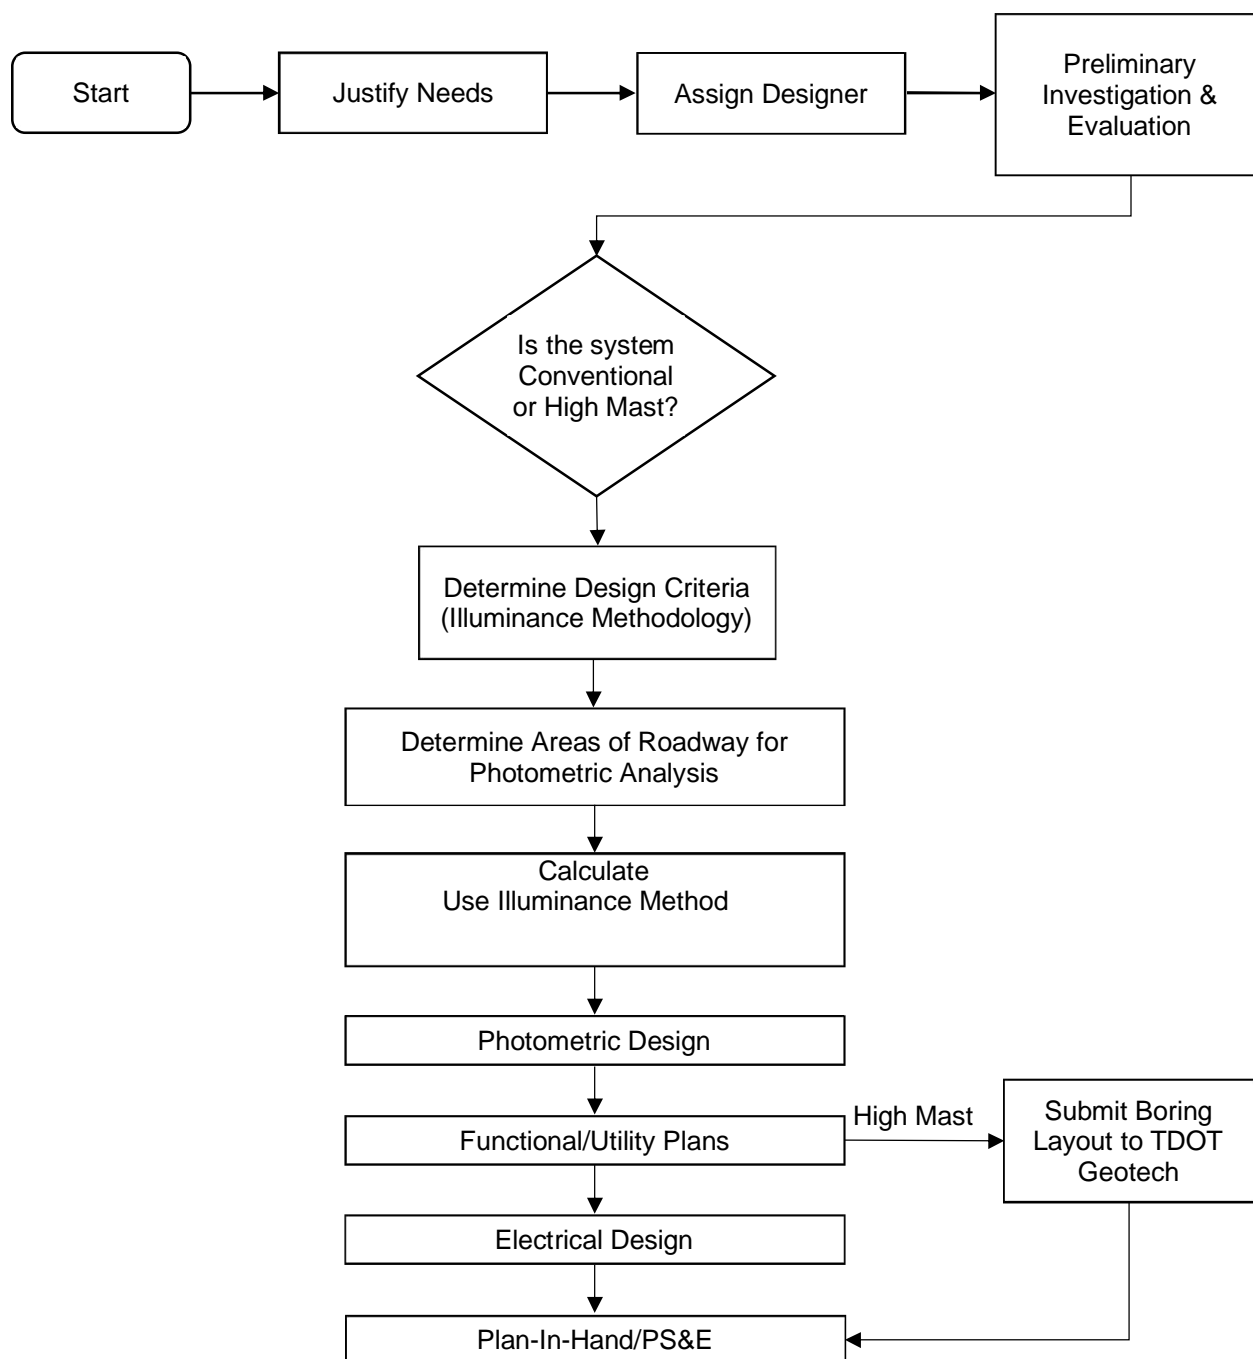 Start
Justify Needs
Assign Designer
Preliminary
Investigation &
Evaluation
Is the system
Conventional
or High Mast?
Determine Design Criteria
(Illuminance Methodology)
Determine Areas of Roadway for
Photometric Analysis
Calculate
Use Illuminance Method
Photometric Design
Functional/Utility Plans
High Mast
Submit Boring
Layout to TDOT
Geotech
Electrical Design
Plan-In-Hand/PS&E